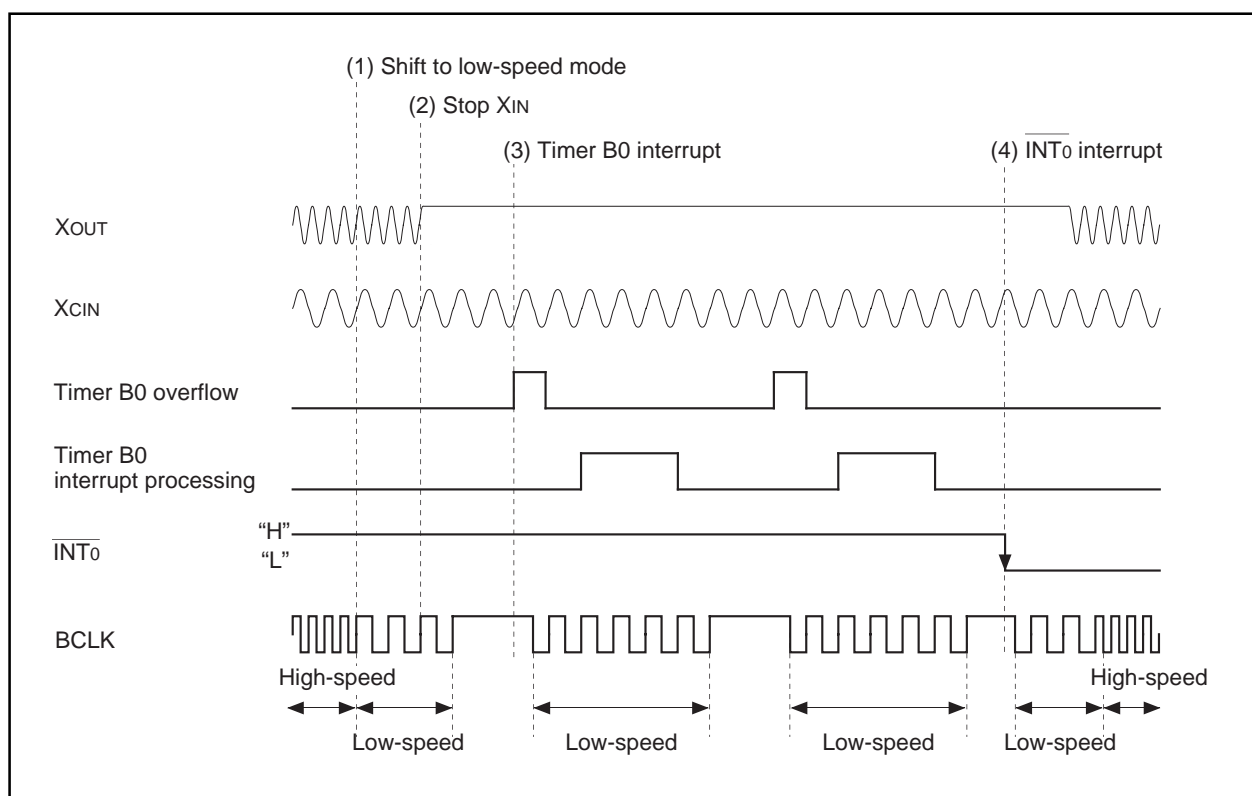 (1) Shift to low-speed mode
(2) Stop XIN
(3) Timer B0 interrupt
(4) INT0 interrupt
XOUT
XCIN
Timer B0 overflow
Timer B0
interrupt processing
INT0
“H”
“L”
BCLK
High-speed
High-speed
Low-speed
Low-speed
Low-speed
Low-speed